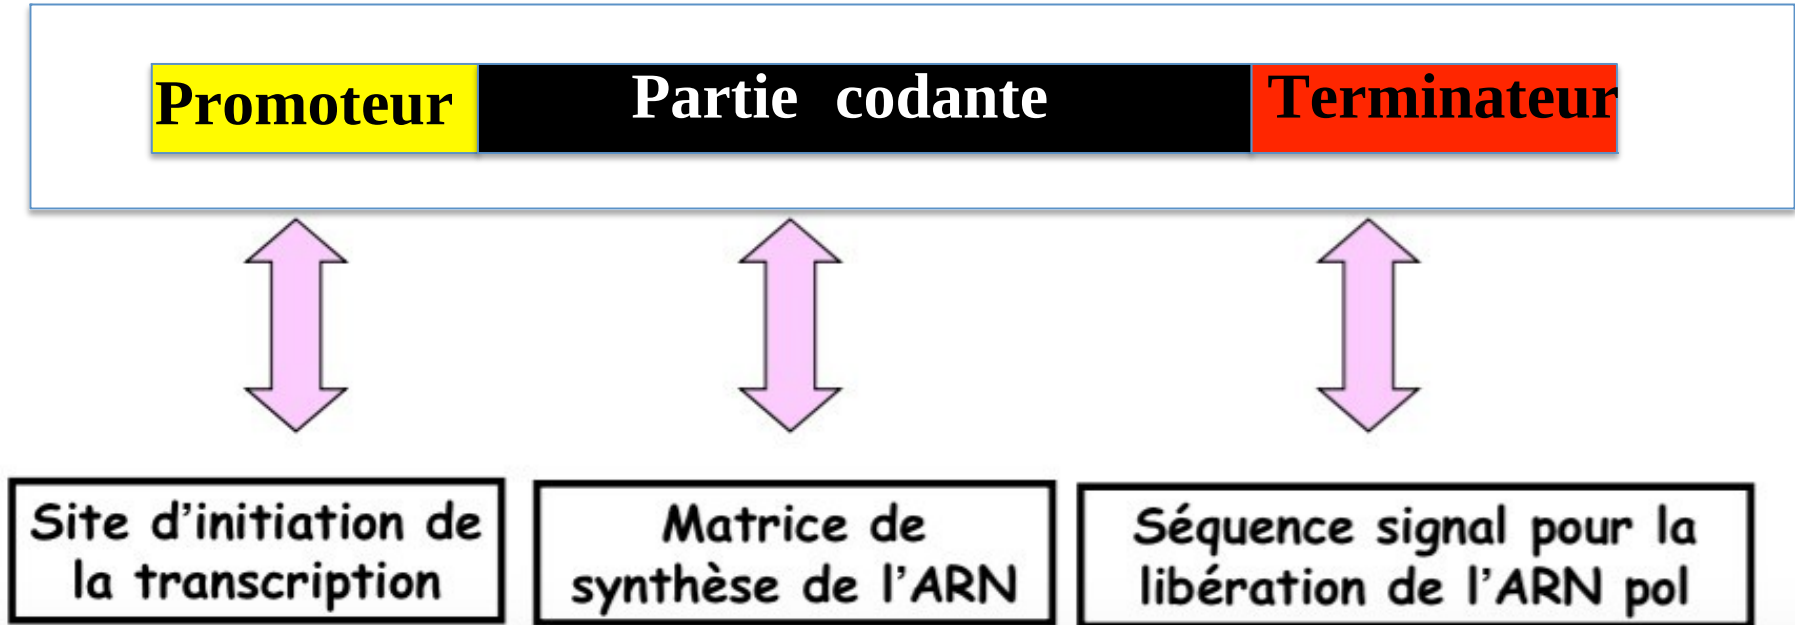 Promoteur
Partie codante
Terminateur
Site d'initiation de
la transcription
Matrice de
synthèse de l'ARN
Séquence signal pour la
libération de l'ARN pol